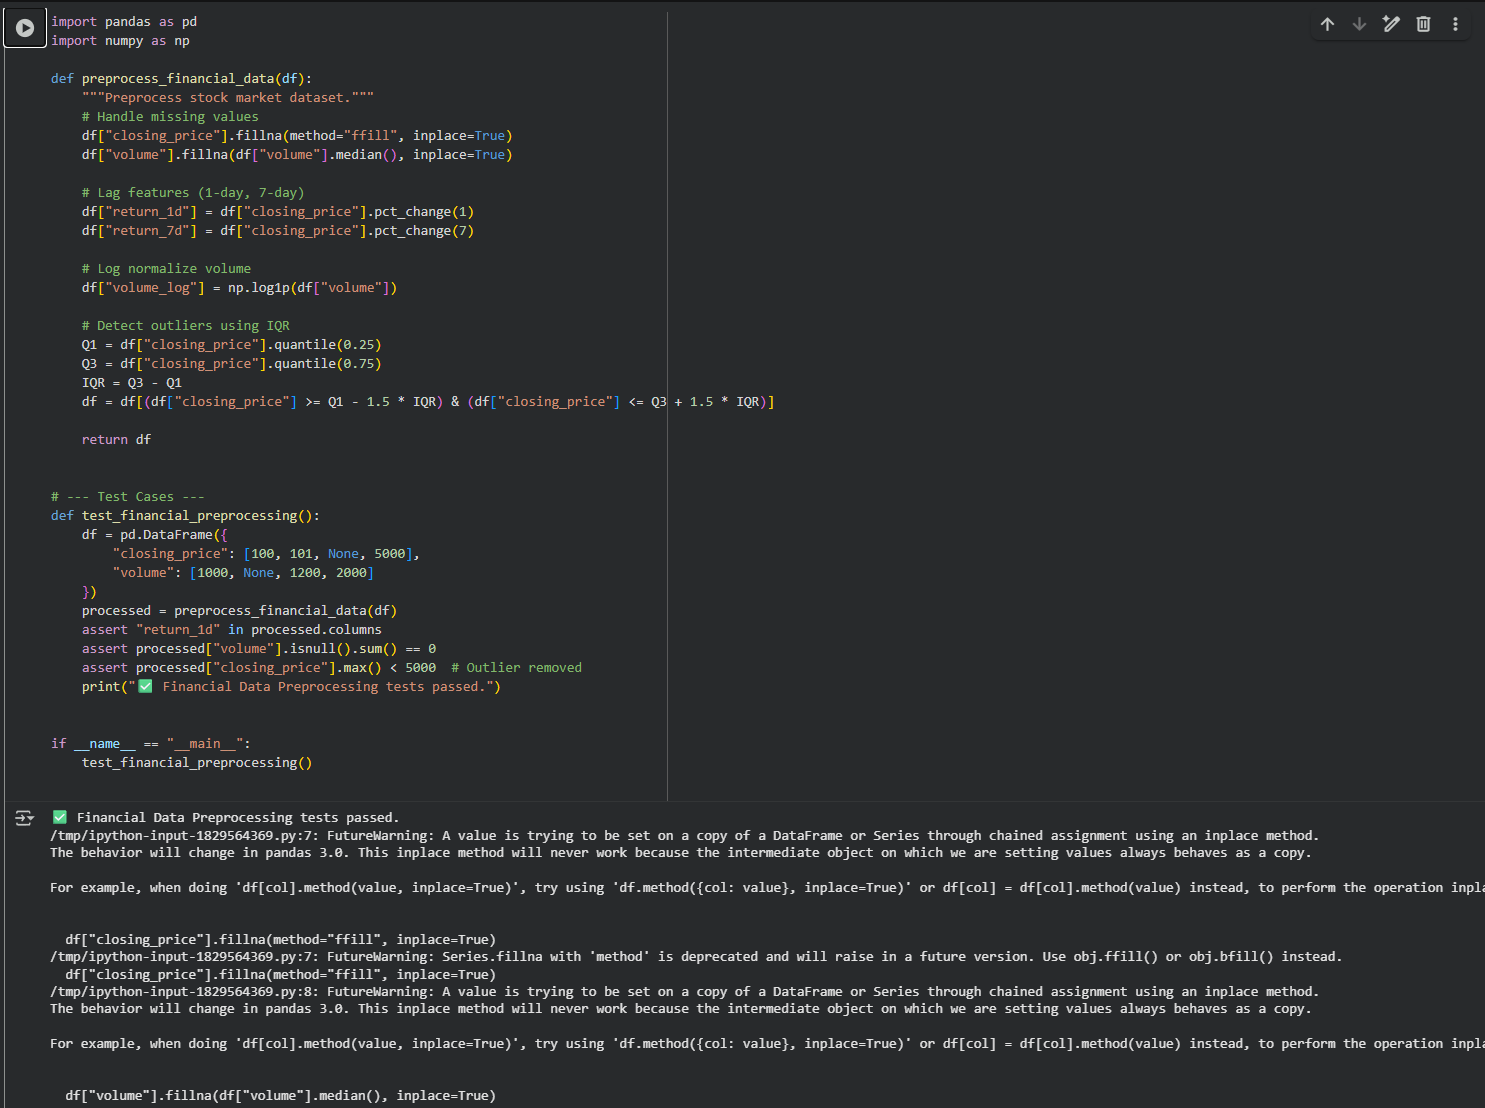 import pandas as pd
import numpy as np
def preprocess_financial_data(df):
"""Preprocess stock market dataset."""
# Handle missing values
df["closing_price"].fillna(method="ffill", inplace=True)
df["volume"].fillna(df["volume"].median(), inplace=True)
# Lag features (1-day, 7-day)
df["return_1d"] = df["closing_price"].pct_change(1)
df["return_7d"] = df["closing_price"].pct_change(7)
# Log normalize volume
df["volume_log"] = np.log1p(df["volume"])
# Detect outliers using IQR
Q1 = df["closing_price"].quantile(0.25)
Q3 = df["closing_price"].quantile(0.75)
IQR = Q3 - Q1
df = df[(df["closing_price"] >= Q1 - 1.5 * IQR) & (df["closing_price"] <= Q3 + 1.5 * IQR)]
return df
# --- Test Cases ---
def test_financial_preprocessing():
df = pd.DataFrame({
"closing_price": [100, 101, None, 5000],
"volume": [1000, None, 1200, 2000]
})
processed = preprocess_financial_data(df)
assert "return_1d" in processed.columns
assert processed["volume"].isnull().sum() == 0
assert processed["closing_price"].max() < 5000  # Outlier removed
print("✅ Financial Data Preprocessing tests passed.")
if __name__ == "__main__":
test_financial_preprocessing()
✅ Financial Data Preprocessing tests passed.
/tmp/ipython-input-1829564369.py:7: FutureWarning: A value is trying to be set on a copy of a DataFrame or Series through chained assignment using an inplace method.
The behavior will change in pandas 3.0. This inplace method will never work because the intermediate object on which we are setting values always behaves as a copy.
For example, when doing 'df[col].method(value, inplace=True)', try using 'df.method({col: value}, inplace=True)' or df[col] = df[col].method(value) instead, to perform the operation
df["closing_price"].fillna(method="ffill", inplace=True)
/tmp/ipython-input-1829564369.py:7: FutureWarning: Series.fillna with 'method' is deprecated and will raise in a future version. Use obj.ffill() or obj.bfill() instead.
df["closing_price"].fillna(method="ffill", inplace=True)
/tmp/ipython-input-1829564369.py:8: FutureWarning: A value is trying to be set on a copy of a DataFrame or Series through chained assignment using an inplace method.
The behavior will change in pandas 3.0. This inplace method will never work because the intermediate object on which we are setting values always behaves as a copy.
For example, when doing 'df[col].method(value, inplace=True)', try using 'df.method({col: value}, inplace=True)' or df[col] = df[col].method(value) instead, to perform the operation
df["volume"].fillna(df["volume"].median(), inplace=True)